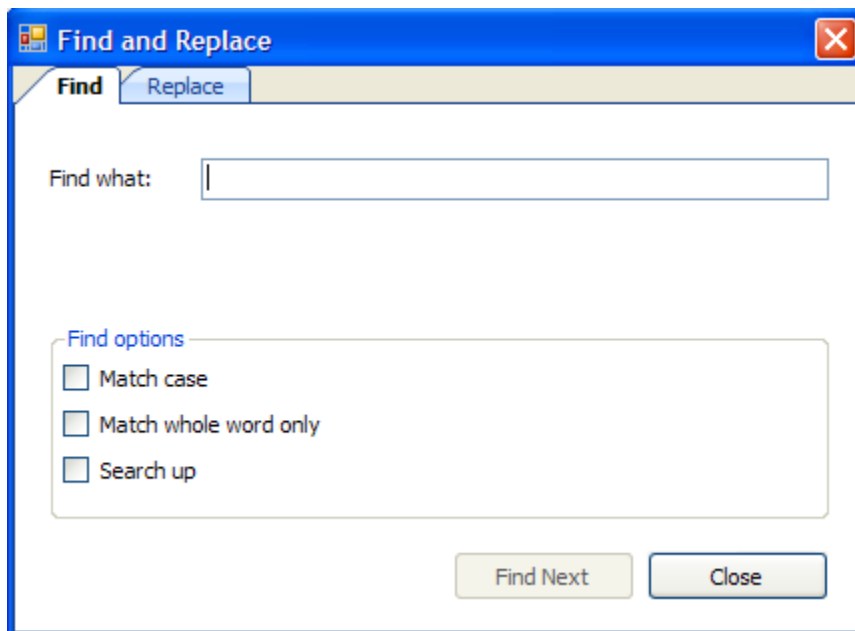 Find and Replace
Find Replace
Find what:
Find options
Match case
Match whole word only
Search up
Find Next Close